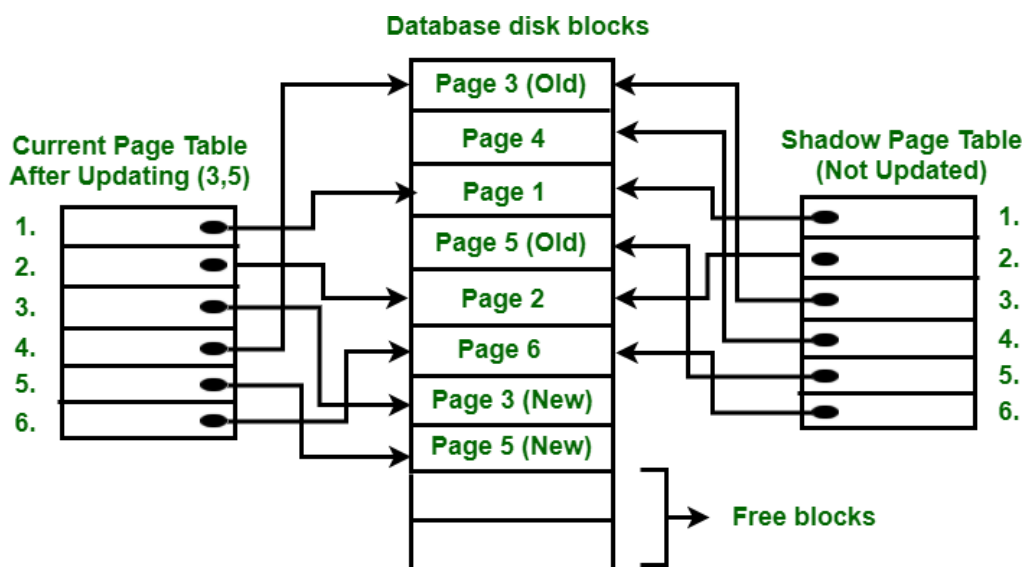 Database disk blocks
Current Page Table
After Updating (3,5)
1.
2.
3.
4.
5.
6.
Page 3 (Old)
Page 4
Page 1
Page 5 (Old)
Page 2
Page 6
Page 3 (New)
Page 5 (New)
Shadow Page Table
(Not Updated)
1.
2.
3.
4.
5.
6.
Free blocks